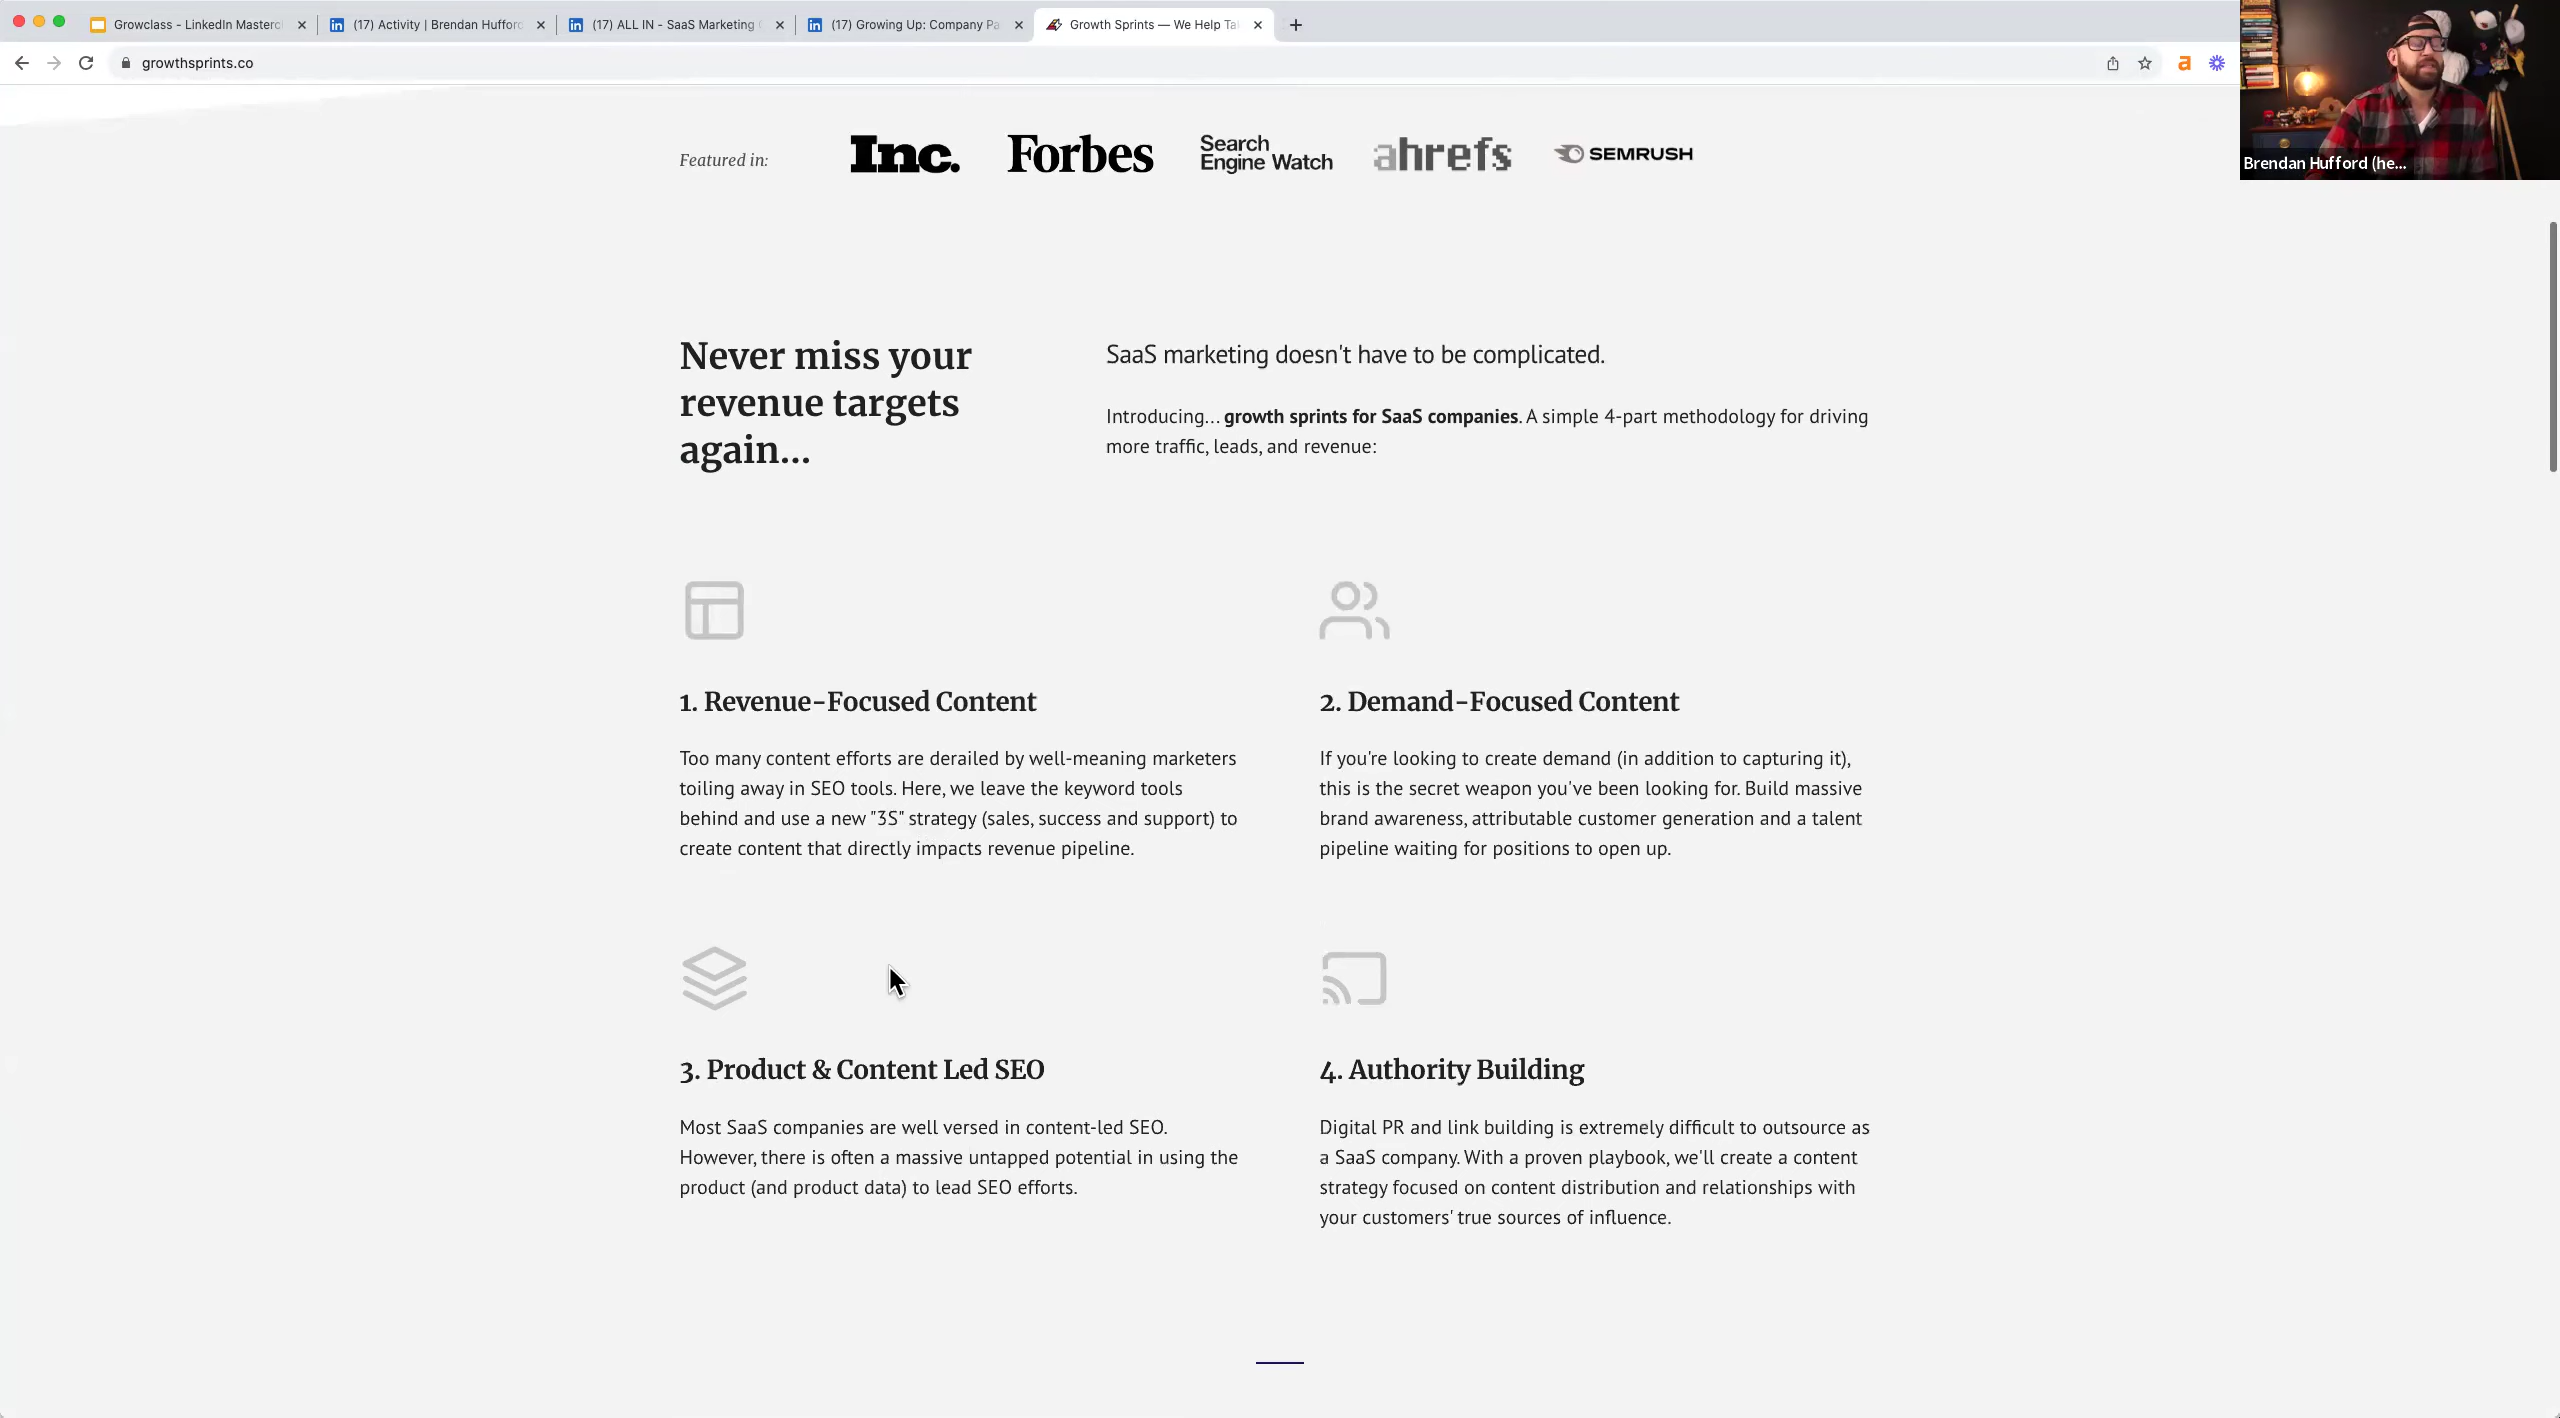 Growclass - LinkedIn Masterc
(17) Activity | Brendan Hufford
(17) ALL IN - SaaS Marketing
(17) Growing Up: Company Pa
Growth Sprints — We Help Ta
growthsprints.co
Brendan Hufford (he...
Featured in:
Inc.
Forbes
Search
Engine Watch
ahrefs
SEMRUSH
Never miss your
revenue targets
again...
SaaS marketing doesn't have to be complicated.
Introducing... growth sprints for SaaS companies. A simple 4-part methodology for driving
more traffic, leads, and revenue:
1. Revenue-Focused Content
Too many content efforts are derailed by well-meaning marketers
toiling away in SEO tools. Here, we leave the keyword tools
behind and use a new "3S" strategy (sales, success and support) to
create content that directly impacts revenue pipeline.
2. Demand-Focused Content
If you're looking to create demand (in addition to capturing it),
this is the secret weapon you've been looking for. Build massive
brand awareness, attributable customer generation and a talent
pipeline waiting for positions to open up.
3. Product & Content Led SEO
Most SaaS companies are well versed in content-led SEO.
However, there is often a massive untapped potential in using the
product (and product data) to lead SEO efforts.
4. Authority Building
Digital PR and link building is extremely difficult to outsource as
a SaaS company. With a proven playbook, we'll create a content
strategy focused on content distribution and relationships with
your customers' true sources of influence.